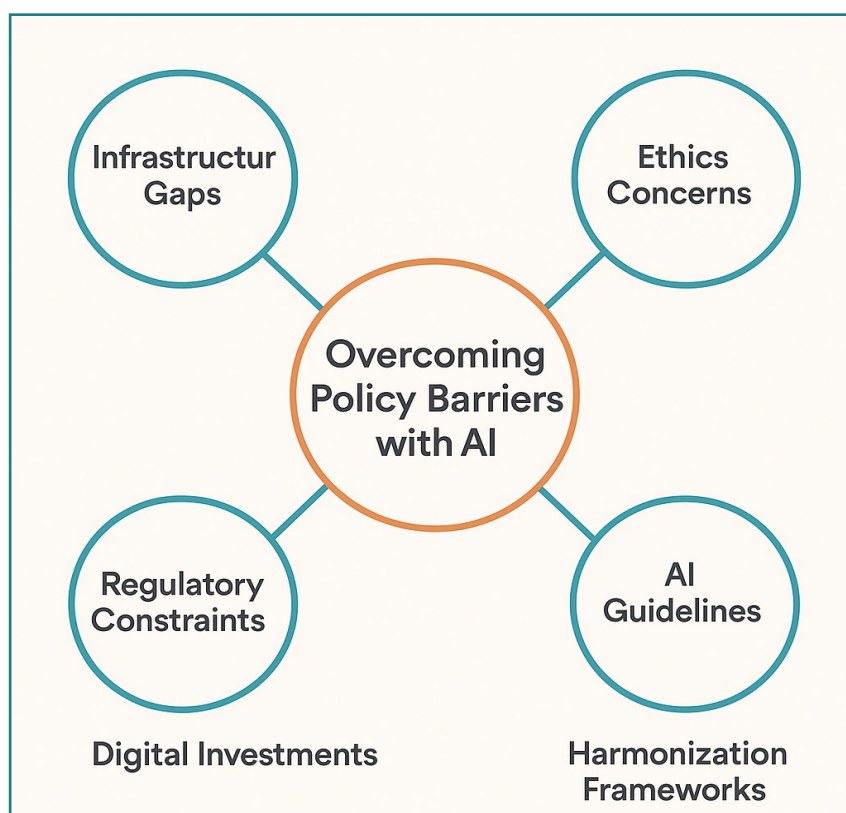 Infrastructur
Gaps
Ethics
Concerns
Overcoming
Policy Barriers
with AI
Regulatory
Constraints
AI
Guidelines
Digital Investments
Harmonization
Frameworks